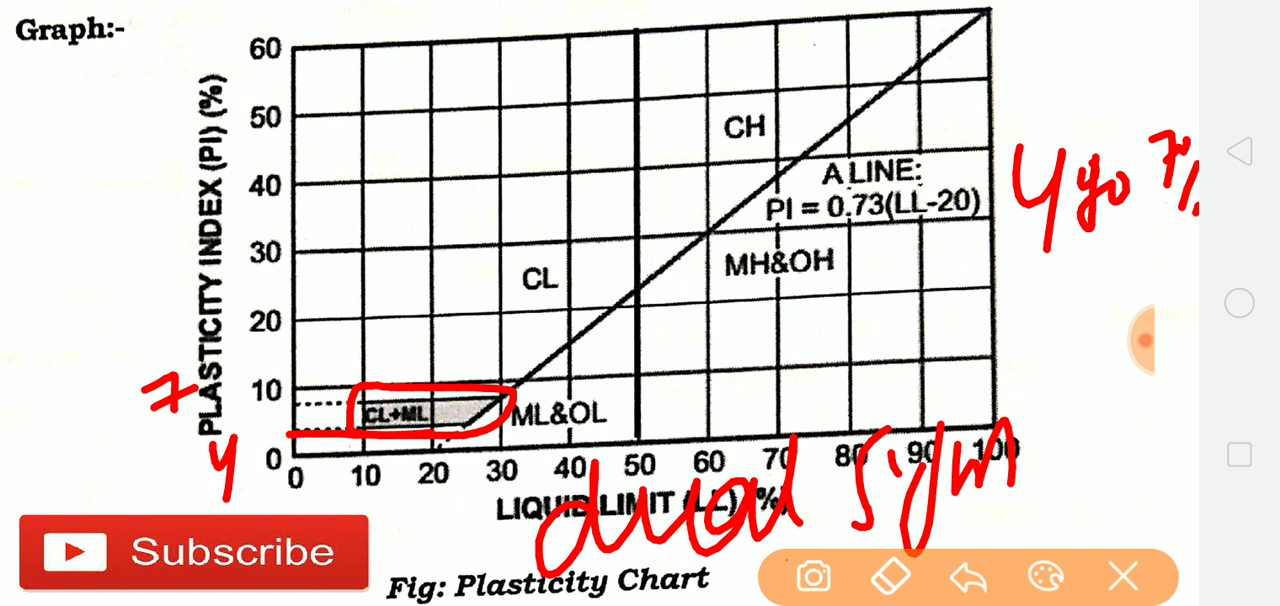 Graph:-
PLASTICITY INDEX (PI) (%)
60
50
40
30
20
10
0
CH
A LINE:
PI = 0.73(LL-20)
MH&OH
CL
CL+ML
ML&OL
4 yo 7%
7
4
0 10 20 30 40 50 60 70 80 90 100
LIQUID LIMIT (LL) (%)
dual sym
Subscribe
Fig: Plasticity Chart